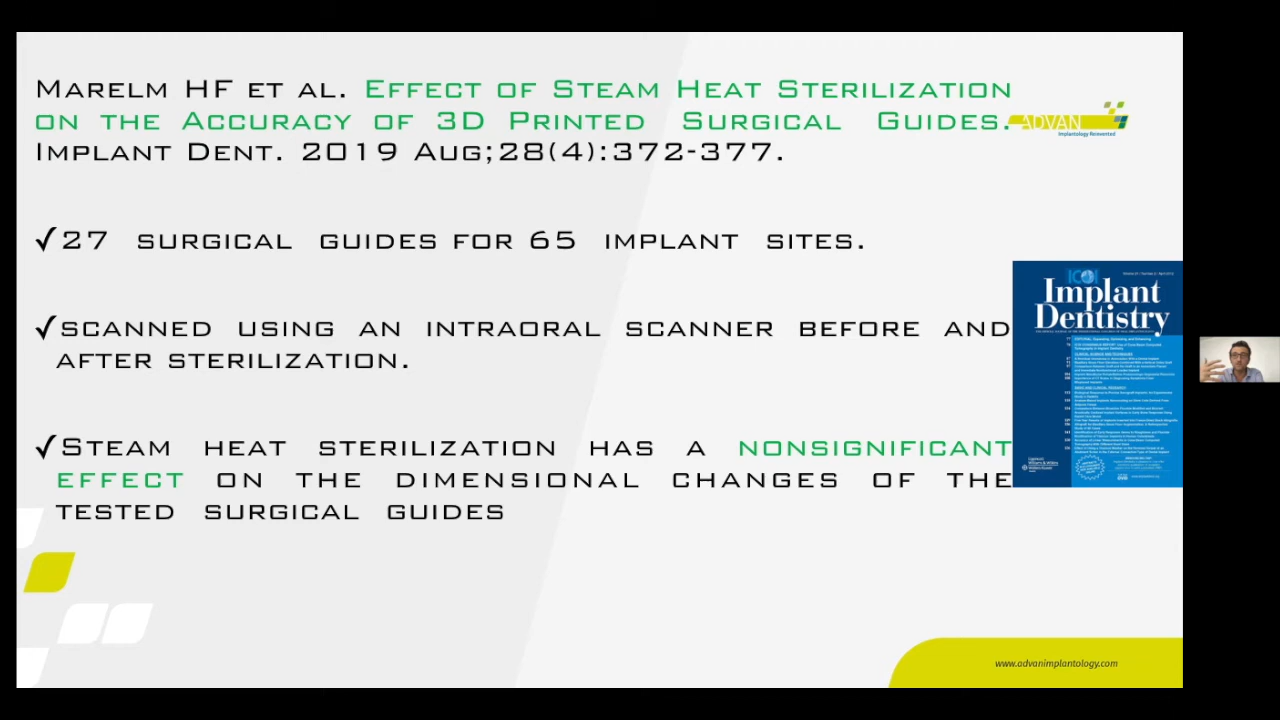 Marelm HF et al. Effect of Steam Heat Sterilization
on the Accuracy of 3D Printed Surgical Guides.
Implant Dent. 2019 Aug;28(4):372-377.
ADVAN
Implantology Reinvented
✓27 surgical guides for 65 implant sites.
✓scanned using an intraoral scanner before and
after sterilization.
ICOI
Implant
Dentistry
✓Steam heat sterilization has a nonsignificant
effect on the dimensional changes of the
tested surgical guides
www.advanimplantology.com